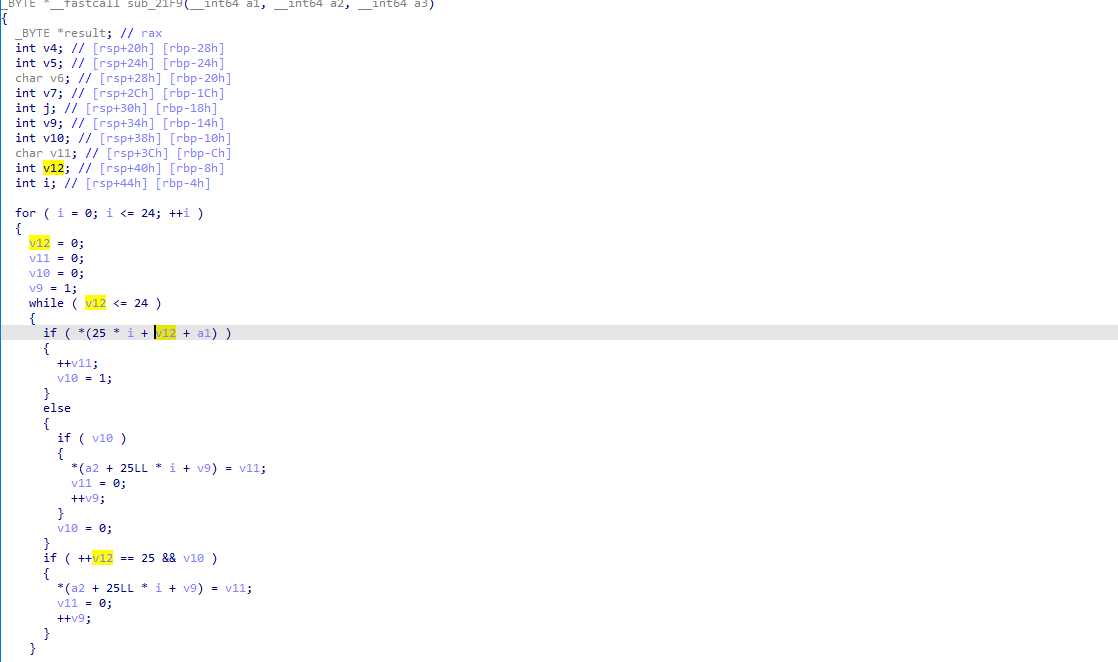 _BYTE *__fastcall sub_21F9(__int64 a1, __int64 a2, __int64 a3)
{
  _BYTE *result; // rax
  int v4; // [rsp+20h] [rbp-28h]
  int v5; // [rsp+24h] [rbp-24h]
  char v6; // [rsp+28h] [rbp-20h]
  int v7; // [rsp+2Ch] [rbp-1Ch]
  int j; // [rsp+30h] [rbp-18h]
  int v9; // [rsp+34h] [rbp-14h]
  int v10; // [rsp+38h] [rbp-10h]
  char v11; // [rsp+3Ch] [rbp-Ch]
  int v12; // [rsp+40h] [rbp-8h]
  int i; // [rsp+44h] [rbp-4h]

  for ( i = 0; i <= 24; ++i )
  {
    v12 = 0;
    v11 = 0;
    v10 = 0;
    v9 = 1;
    while ( v12 <= 24 )
    {
      if ( *(25 * i + v12 + a1) )
      {
        ++v11;
        v10 = 1;
      }
      else
      {
        if ( v10 )
        {
          *(a2 + 25LL * i + v9) = v11;
          v11 = 0;
          ++v9;
        }
        v10 = 0;
      }
      if ( ++v12 == 25 && v10 )
      {
        *(a2 + 25LL * i + v9) = v11;
        v11 = 0;
        ++v9;
      }
    }